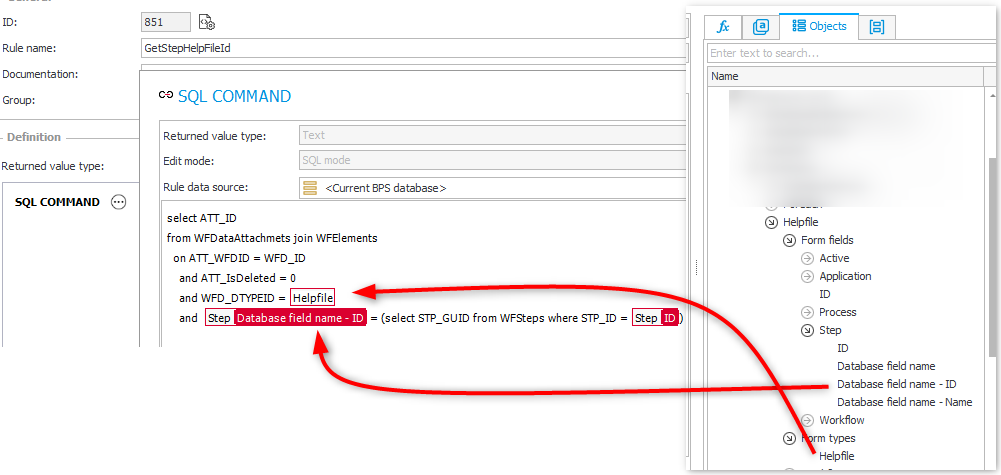 ID:
851
Rule name:
GetStepHelpFileId
Documentation:
Group:
Definition
Returned value type:
SQL COMMAND
SQL COMMAND
Returned value type:
Text
Edit mode:
SQL mode
Rule data source:
<Current BPS database>
select ATT_ID
from WFDataAttachmets join WFElements
on ATT_WFDID = WFD_ID
and ATT_IsDeleted = 0
and WFD_DTYPEID = Helpfile
and Step Database field name - ID = (select STP_GUID from WFSteps where STP_ID = Step ID )
fx
a
Objects
Enter text to search...
Name
Helpfile
Form fields
Active
Application
ID
Process
Step
ID
Database field name
Database field name - ID
Database field name - Name
Workflow
Form types
Helpfile